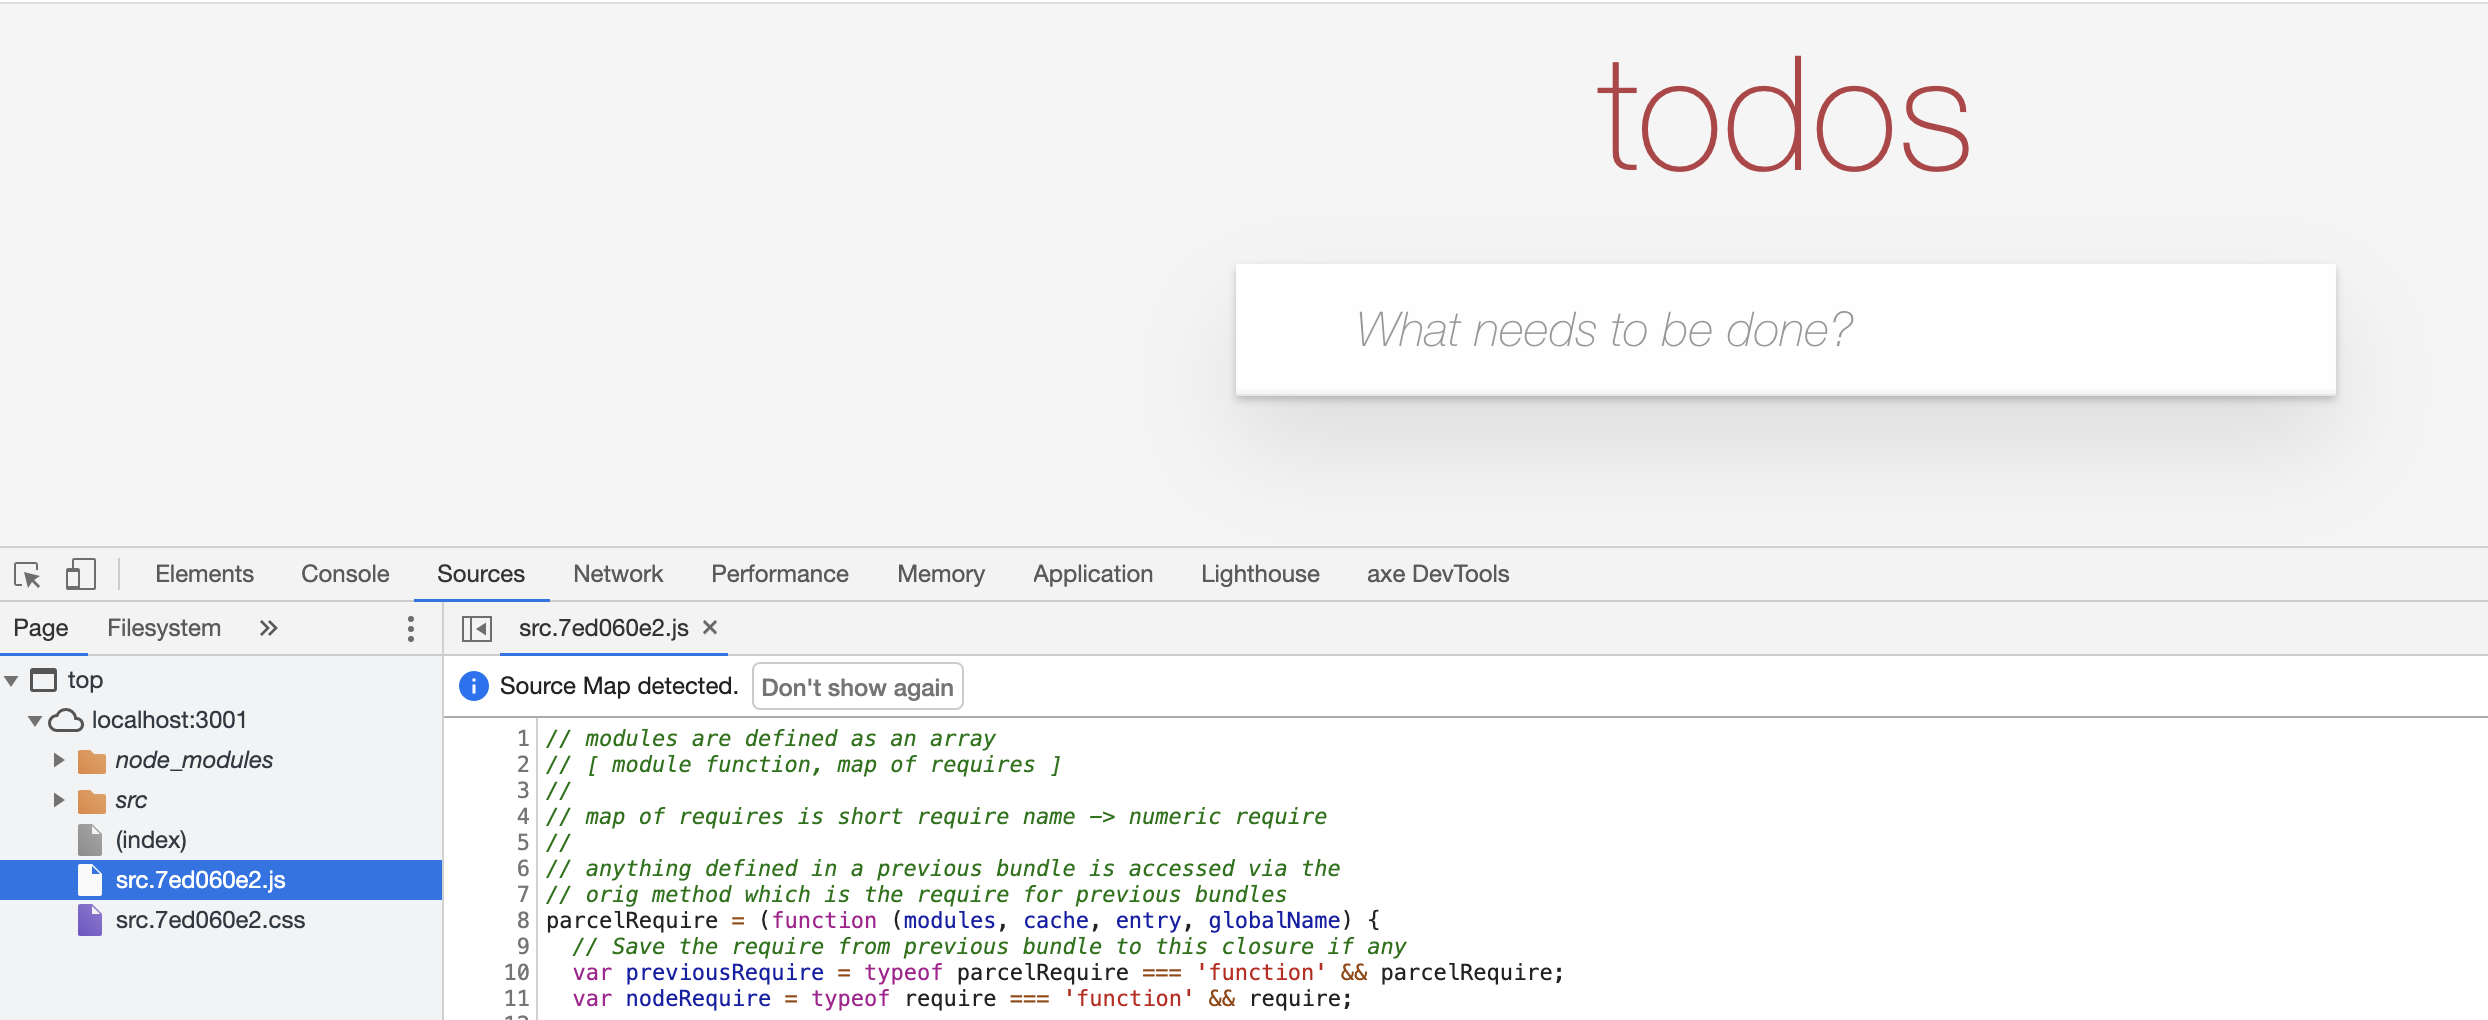 todos
What needs to be done?
Elements Console Sources Network Performance Memory Application Lighthouse axe DevTools
Page Filesystem » src.7ed060e2.js ×
top
localhost:3001
node_modules
src
(index)
src.7ed060e2.js
src.7ed060e2.css
Source Map detected. Don't show again
1 // modules are defined as an array
2 // [ module function, map of requires ]
3 //
4 // map of requires is short require name -> numeric require
5 //
6 // anything defined in a previous bundle is accessed via the
7 // orig method which is the require for previous bundles
8 parcelRequire = (function (modules, cache, entry, globalName) {
9 // Save the require from previous bundle to this closure if any
10 var previousRequire = typeof parcelRequire === 'function' && parcelRequire;
11 var nodeRequire = typeof require === 'function' && require;